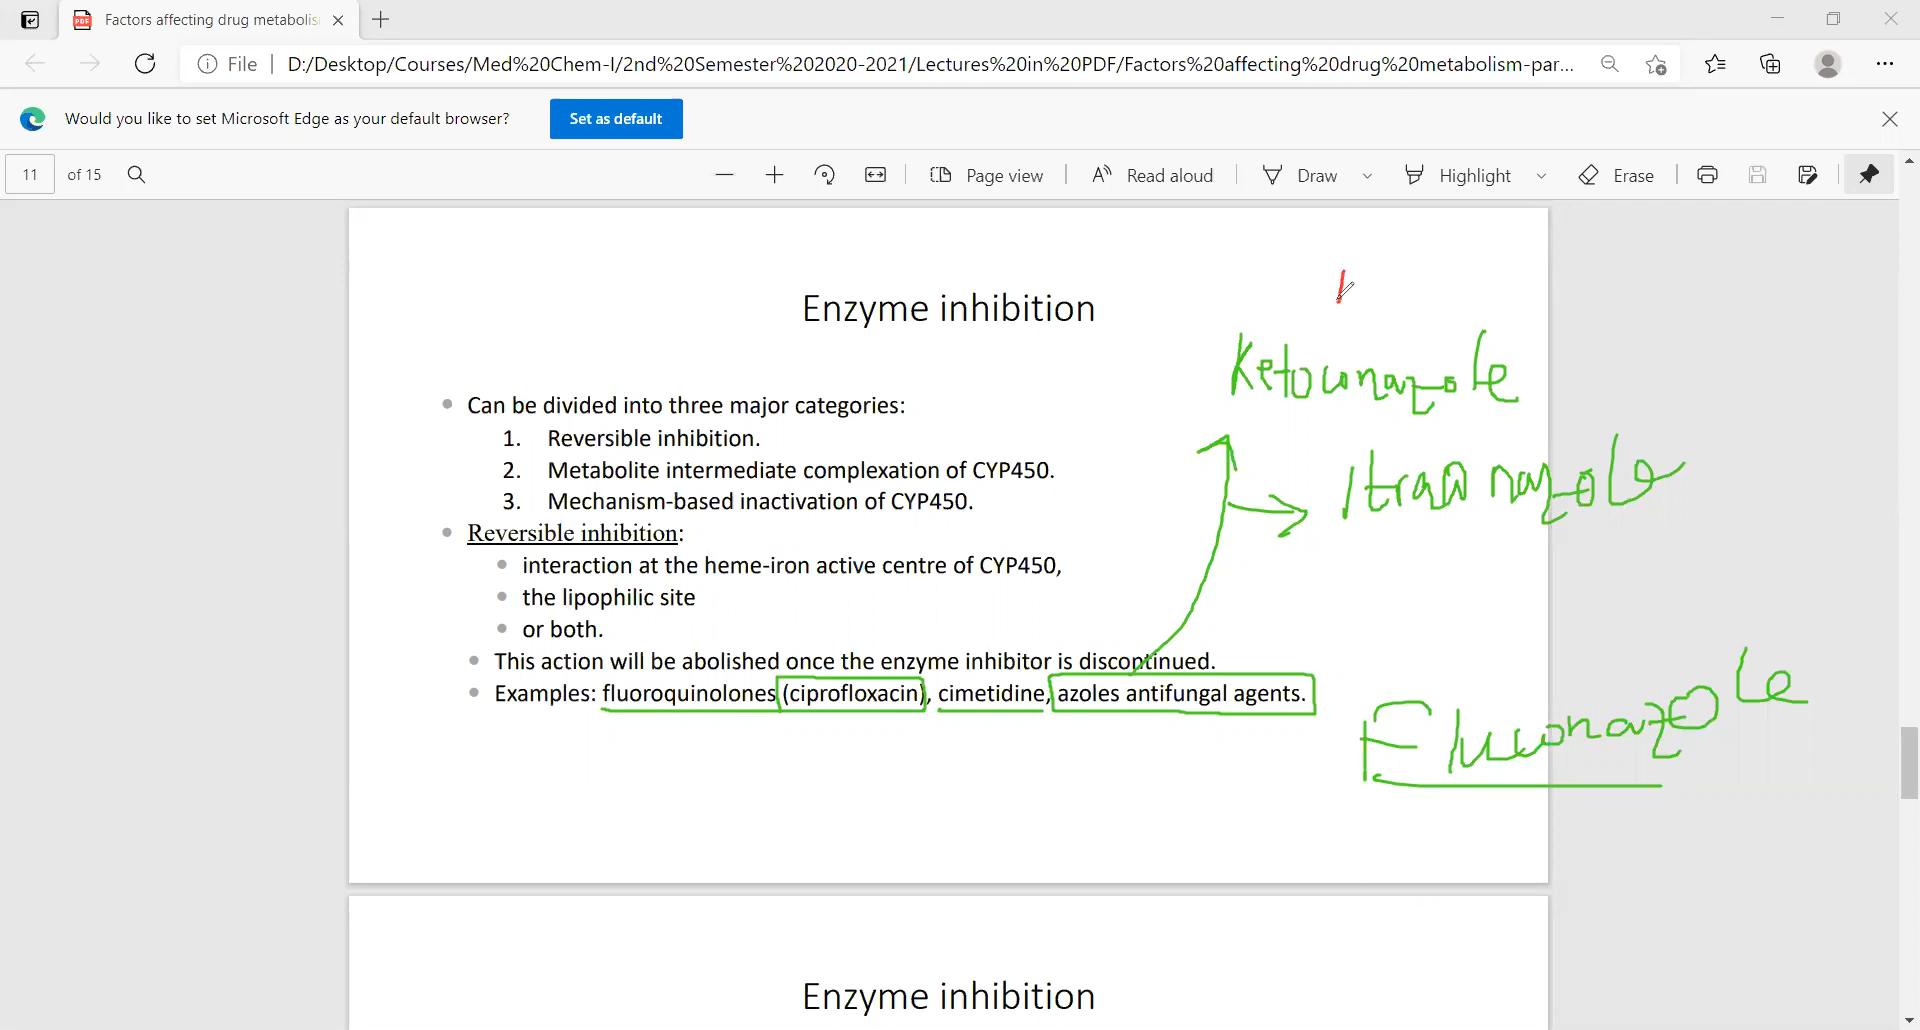 Factors affecting drug metabolis
File D:/Desktop/Courses/Med%20Chem-I/2nd%20Semester%202020-2021/Lectures%20in%20PDF/Factors%20affecting%20drug%20metabolism-par...
Would you like to set Microsoft Edge as your default browser? Set as default
11 of 15 Page view Read aloud Draw Highlight Erase
Enzyme inhibition
Ketoconazole
• Can be divided into three major categories:
1. Reversible inhibition.
2. Metabolite intermediate complexation of CYP450.
Itraconazole
3. Mechanism-based inactivation of CYP450.
• Reversible inhibition:
• interaction at the heme-iron active centre of CYP450,
• the lipophilic site
• or both.
• This action will be abolished once the enzyme inhibitor is discontinued.
• Examples: fluoroquinolones (ciprofloxacin), cimetidine, azoles antifungal agents.
Fluconazole
Enzyme inhibition